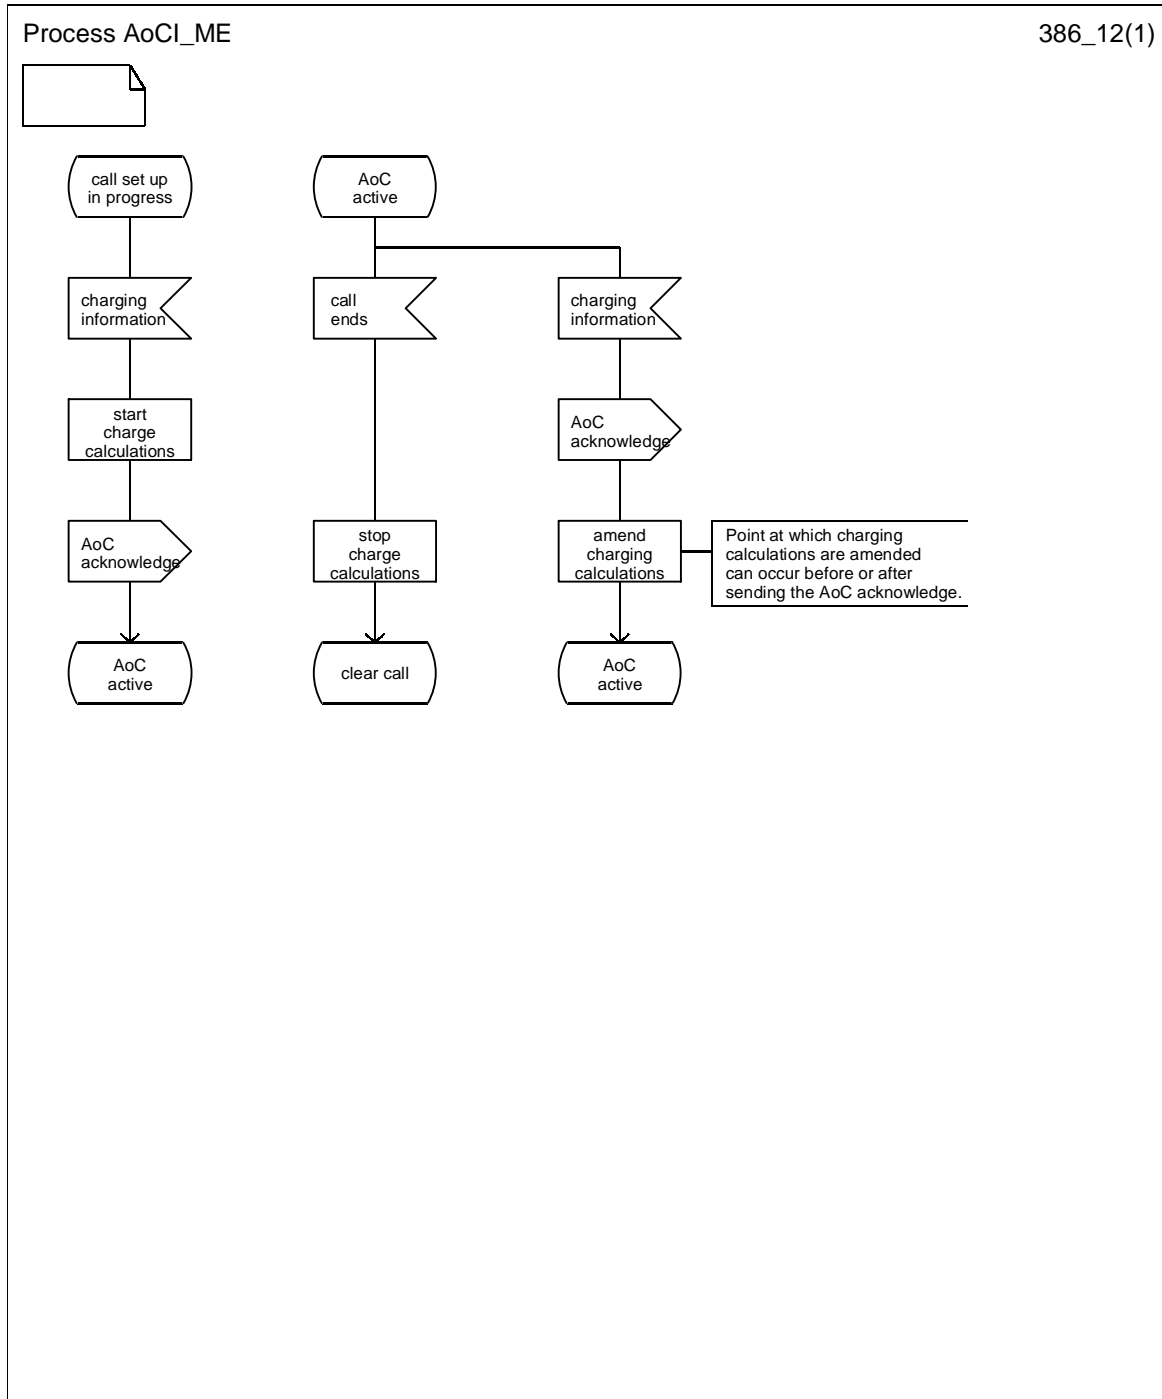 Process AoCI_ME
386_12(1)
call set up
in progress
AoC
active
charging
information
call
ends
charging
information
start
charge
calculations
AoC
acknowledge
AoC
acknowledge
stop
charge
calculations
amend
charging
calculations
Point at which charging
calculations are amended
can occur before or after
sending the AoC acknowledge.
AoC
active
clear call
AoC
active